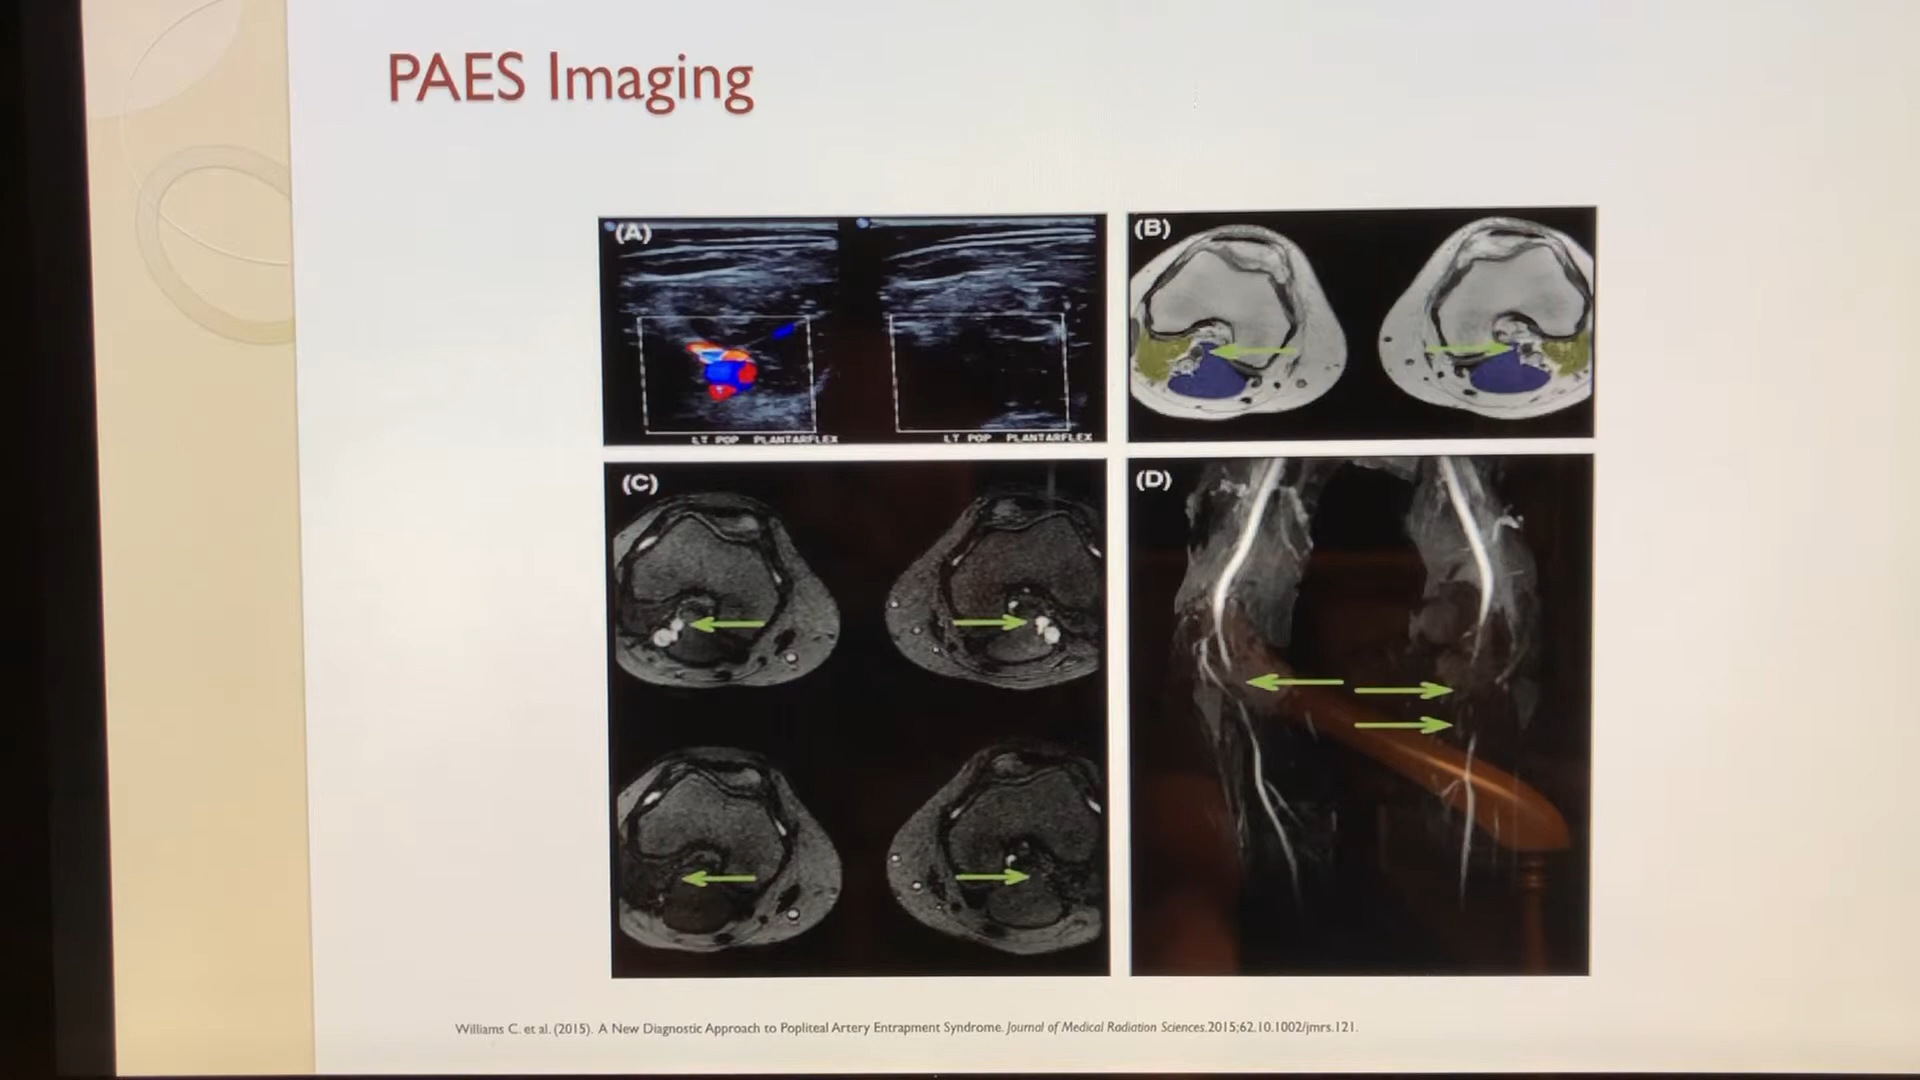 PAES Imaging
(A)
LT POP PLANTARFLEX
LT POP PLANTARFLEX
(B)
(C)
(D)
Williams C. et al. (2015). A New Diagnostic Approach to Popliteal Artery Entrapment Syndrome. Journal of Medical Radiation Sciences.2015;62.10.1002/jmrs.121.